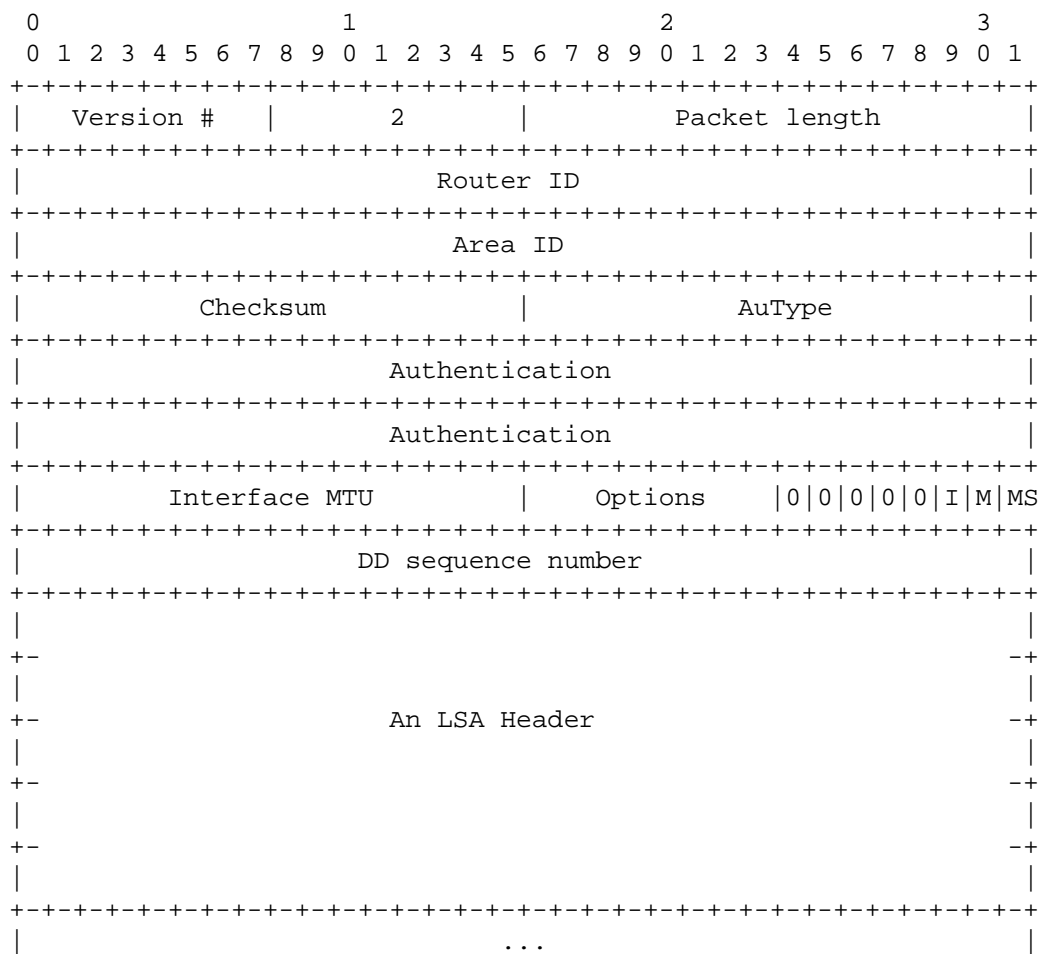 0                   1                   2                   3
 0 1 2 3 4 5 6 7 8 9 0 1 2 3 4 5 6 7 8 9 0 1 2 3 4 5 6 7 8 9 0 1
+-+-+-+-+-+-+-+-+-+-+-+-+-+-+-+-+-+-+-+-+-+-+-+-+-+-+-+-+-+-+-+-+
|   Version #   |       2       |         Packet length         |
+-+-+-+-+-+-+-+-+-+-+-+-+-+-+-+-+-+-+-+-+-+-+-+-+-+-+-+-+-+-+-+-+
|                          Router ID                            |
+-+-+-+-+-+-+-+-+-+-+-+-+-+-+-+-+-+-+-+-+-+-+-+-+-+-+-+-+-+-+-+-+
|                           Area ID                             |
+-+-+-+-+-+-+-+-+-+-+-+-+-+-+-+-+-+-+-+-+-+-+-+-+-+-+-+-+-+-+-+-+
|           Checksum            |             AuType            |
+-+-+-+-+-+-+-+-+-+-+-+-+-+-+-+-+-+-+-+-+-+-+-+-+-+-+-+-+-+-+-+-+
|                       Authentication                          |
+-+-+-+-+-+-+-+-+-+-+-+-+-+-+-+-+-+-+-+-+-+-+-+-+-+-+-+-+-+-+-+-+
|                       Authentication                          |
+-+-+-+-+-+-+-+-+-+-+-+-+-+-+-+-+-+-+-+-+-+-+-+-+-+-+-+-+-+-+-+-+
|         Interface MTU         |    Options    |0|0|0|0|0|I|M|MS
+-+-+-+-+-+-+-+-+-+-+-+-+-+-+-+-+-+-+-+-+-+-+-+-+-+-+-+-+-+-+-+-+
|                     DD sequence number                        |
+-+-+-+-+-+-+-+-+-+-+-+-+-+-+-+-+-+-+-+-+-+-+-+-+-+-+-+-+-+-+-+-+
|                                                               |
+-                                                             -+
|                                                               |
+-                      An LSA Header                          -+
|                                                               |
+-                                                             -+
|                                                               |
+-                                                             -+
|                                                               |
+-+-+-+-+-+-+-+-+-+-+-+-+-+-+-+-+-+-+-+-+-+-+-+-+-+-+-+-+-+-+-+-+
|                              ...                              |